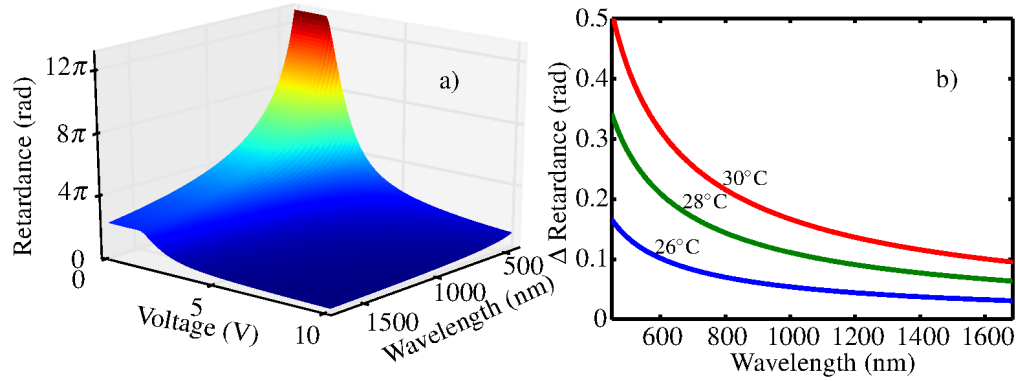 a)
12π
8π
4π
0
Retardance (rad)
0
5
10
Voltage (V)
500
1000
1500
Wavelength (nm)
b)
0.5
0.4
0.3
0.2
0.1
0
Δ Retardance (rad)
30°C
28°C
26°C
600 800 1000 1200 1400 1600
Wavelength (nm)